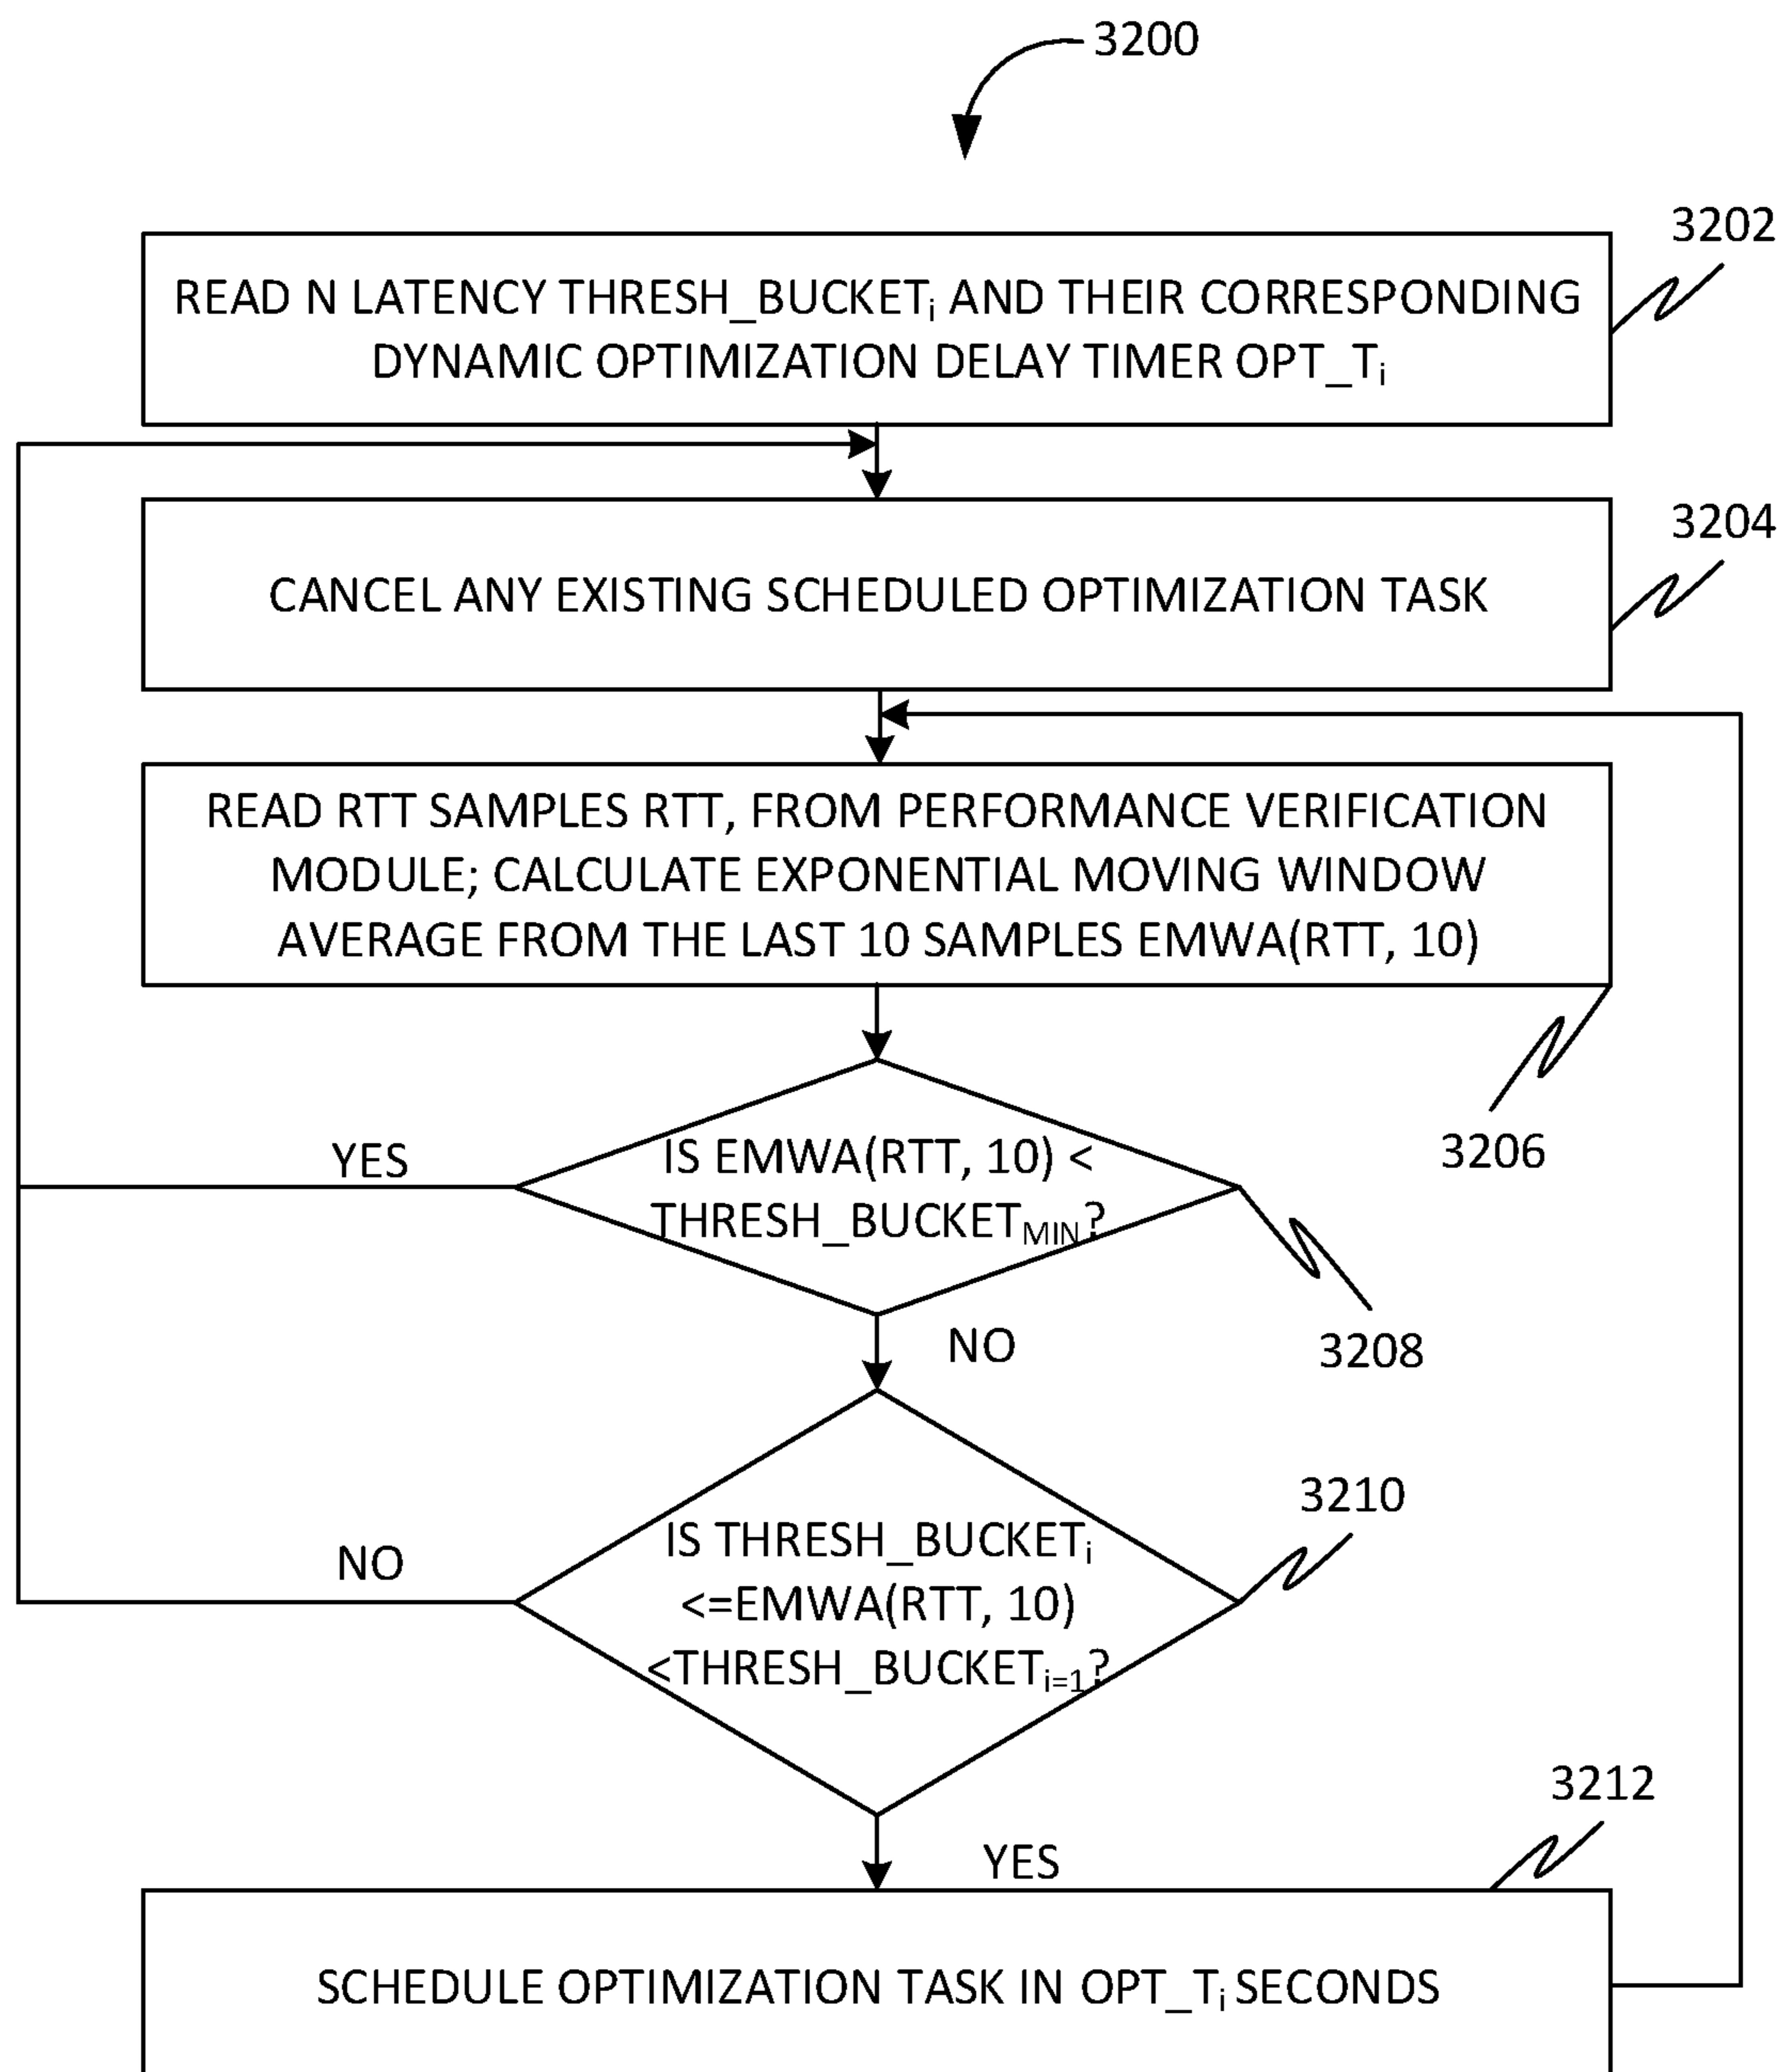 3200
3202
READ N LATENCY THRESH_BUCKETi AND THEIR CORRESPONDING
DYNAMIC OPTIMIZATION DELAY TIMER OPT_Ti
3204
CANCEL ANY EXISTING SCHEDULED OPTIMIZATION TASK
READ RTT SAMPLES RTT, FROM PERFORMANCE VERIFICATION
MODULE; CALCULATE EXPONENTIAL MOVING WINDOW
AVERAGE FROM THE LAST 10 SAMPLES EMWA(RTT, 10)
3206
YES
IS EMWA(RTT, 10) <
THRESH_BUCKETMIN?
3208
NO
3210
NO
IS THRESH_BUCKETi
<=EMWA(RTT, 10)
<THRESH_BUCKETi=1?
3212
YES
SCHEDULE OPTIMIZATION TASK IN OPT_Ti SECONDS